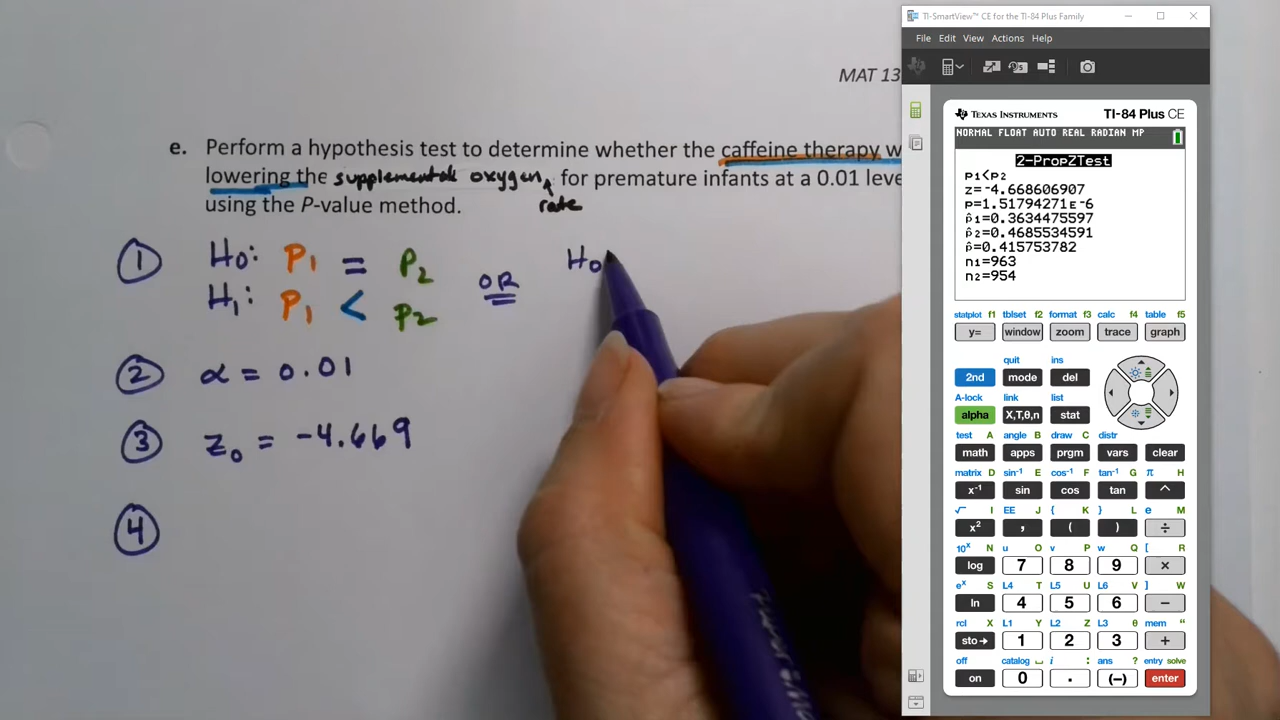 MAT 13
e. Perform a hypothesis test to determine whether the caffeine therapy w
lowering the supplemental oxygen for premature infants at a 0.01 leve
rate
using the P-value method.
① H₀: P₁ = P₂
H₁: P₁ < P₂
OR
H₀
② α = 0.01
③ z₀ = -4.669
④
TI-SmartView™ CE for the TI-84 Plus Family
File Edit View Actions Help
TEXAS INSTRUMENTS TI-84 Plus CE
NORMAL FLOAT AUTO REAL RADIAN MP
2-PropZTest
p₁<p₂
z=-4.668606907
p=1.51794271ᴇ-6
p̂₁=0.3634475597
p̂₂=0.4685534591
p̂=0.415753782
n₁=963
n₂=954
statplot f1 tblset f2 format f3 calc f4 table f5
y= window zoom trace graph
quit ins
2nd mode del
A-lock link list
alpha X,T,θ,n stat
test A angle B draw C distr
math apps prgm vars clear
matrix D sin⁻¹ E cos⁻¹ F tan⁻¹ G π H
x⁻¹ sin cos tan ^
√ I EE J { K } L e M
x² , ( ) ÷
10ˣ N u O v P w Q [ R
log 7 8 9 ×
eˣ S L4 T L5 U L6 V ] W
ln 4 5 6 −
rcl X L1 Y L2 Z L3 θ mem "
sto→ 1 2 3 +
off catalog ⎵ i : ans ? entry solve
on 0 . (−) enter